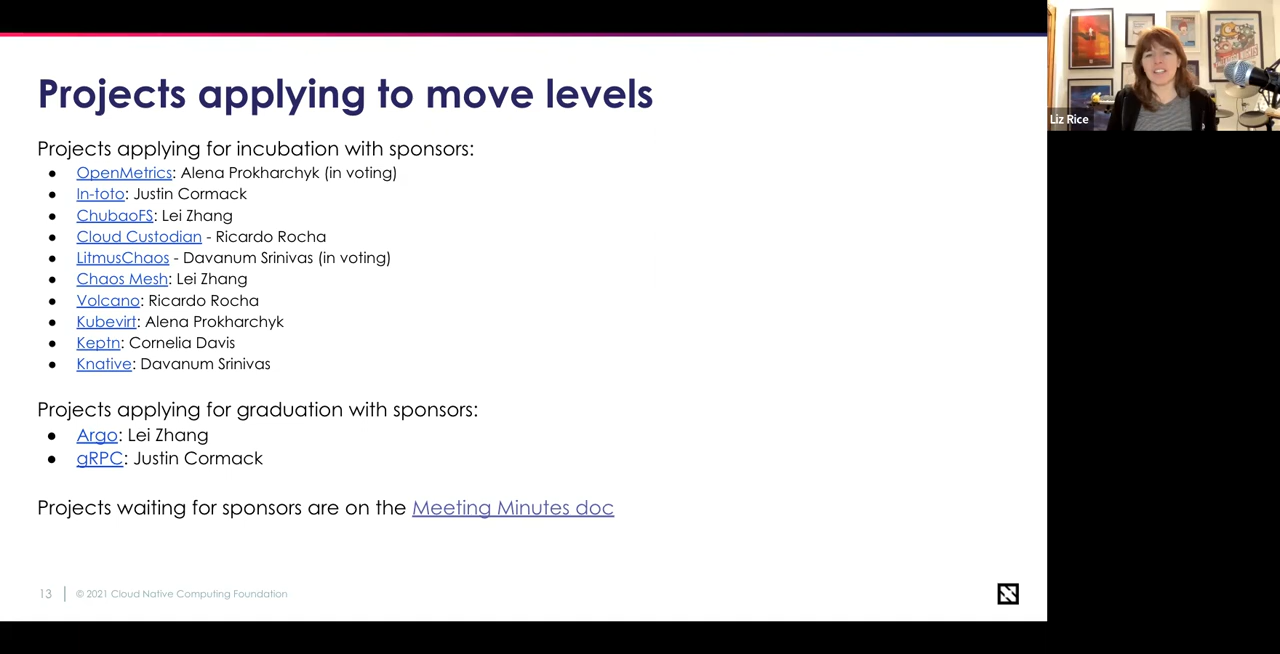 Projects applying to move levels
Projects applying for incubation with sponsors:
● OpenMetrics: Alena Prokharchyk (in voting)
● In-toto: Justin Cormack
● ChubaoFS: Lei Zhang
● Cloud Custodian - Ricardo Rocha
● LitmusChaos - Davanum Srinivas (in voting)
● Chaos Mesh: Lei Zhang
● Volcano: Ricardo Rocha
● Kubevirt: Alena Prokharchyk
● Keptn: Cornelia Davis
● Knative: Davanum Srinivas
Projects applying for graduation with sponsors:
● Argo: Lei Zhang
● gRPC: Justin Cormack
Projects waiting for sponsors are on the Meeting Minutes doc
13 | © 2021 Cloud Native Computing Foundation
Liz Rice